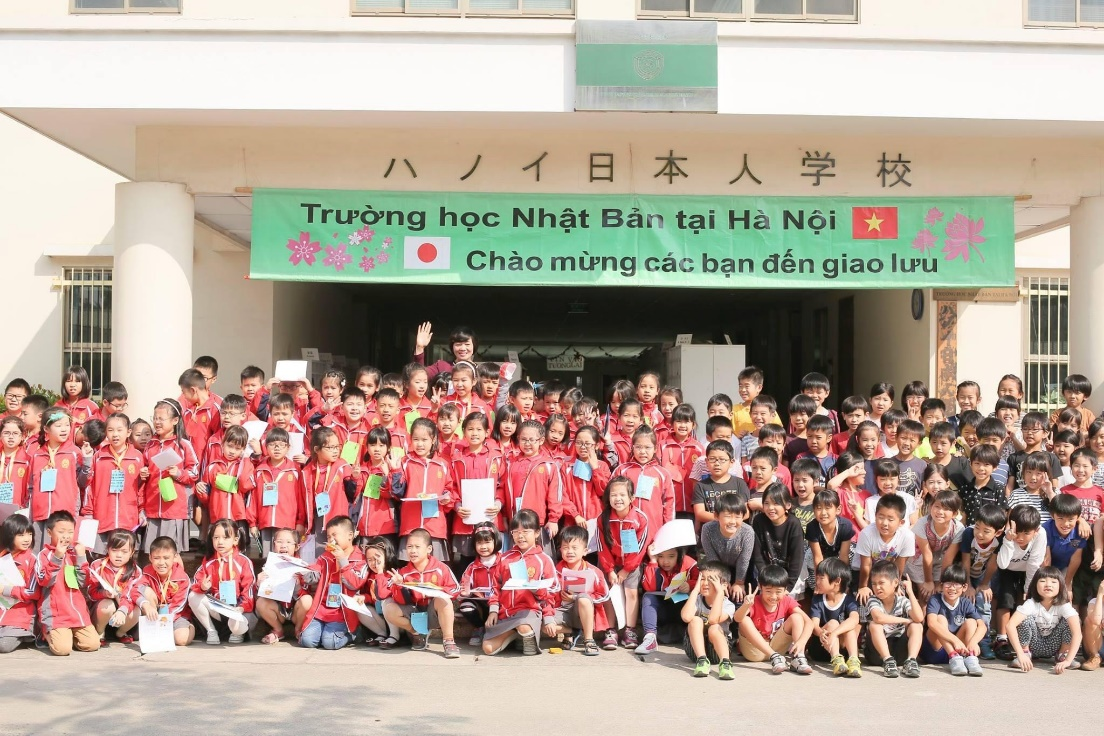 ハノイ日本人学校
Trường học Nhật Bản tại Hà Nội
Chào mừng các bạn đến giao lưu